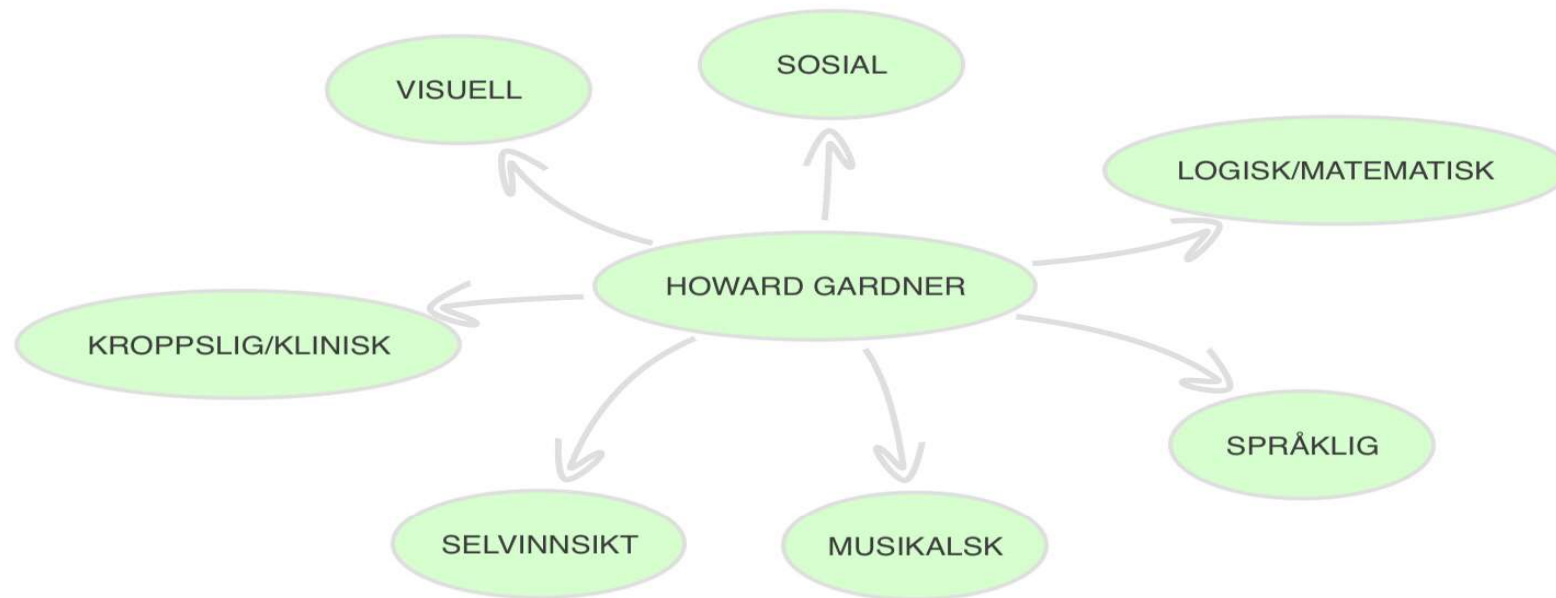 SOSIAL
VISUELL
LOGISK/MATEMATISK
HOWARD GARDNER
KROPPSLIG/KLINISK
SPRÅKLIG
SELVINNSIKT
MUSIKALSK